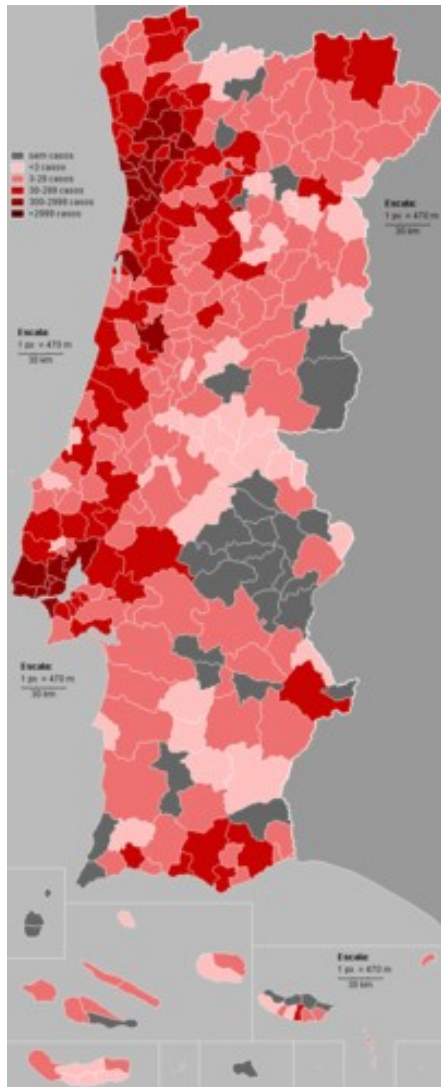 sem casos
<3 casos
3-29 casos
30-299 casos
300-2999 casos
>2999 casos
Escala:
1 px = 470 m
30 km
Escala:
1 px = 470 m
30 km
Escala:
1 px = 470 m
30 km
Escala:
1 px = 470 m
30 km